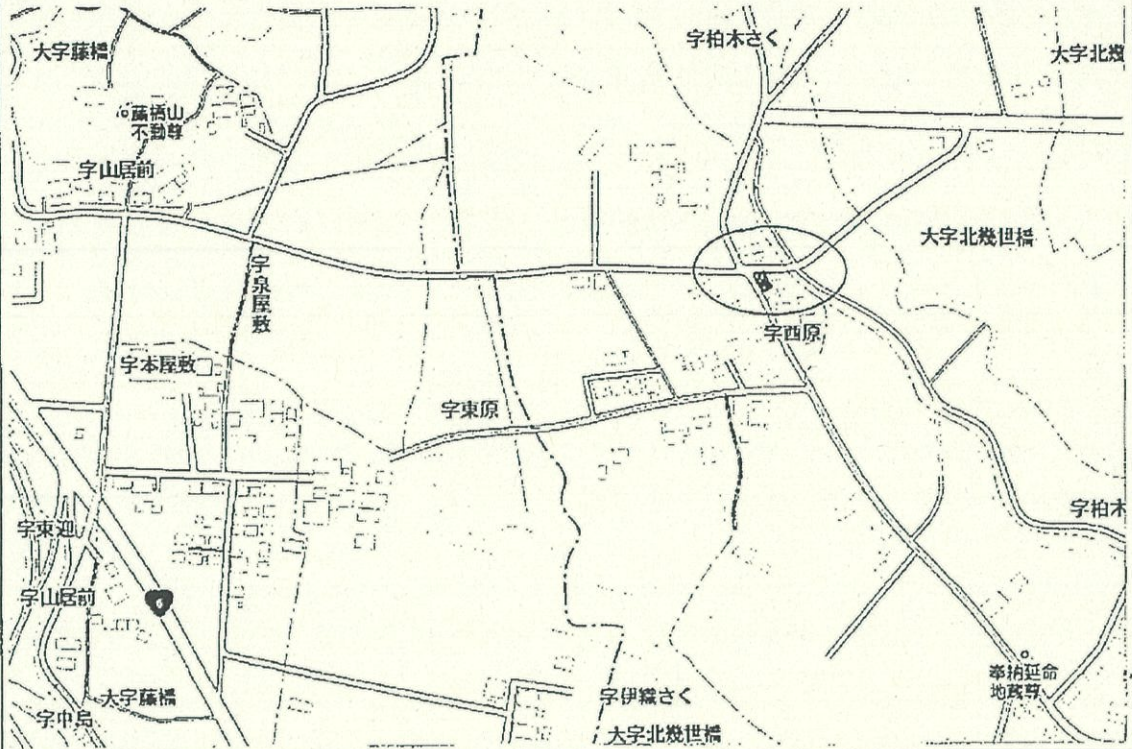 大字藤橋
字柏木さく
大字北幾
藤橋山
不動尊
字山居前
大字北幾世橋
字泉屋敷
字西原
字本屋敷
字東原
字東迎
字柏木
字山居前
6
大字藤橋
字中島
字伊織さく
大字北幾世橋
奉納延命
地蔵尊